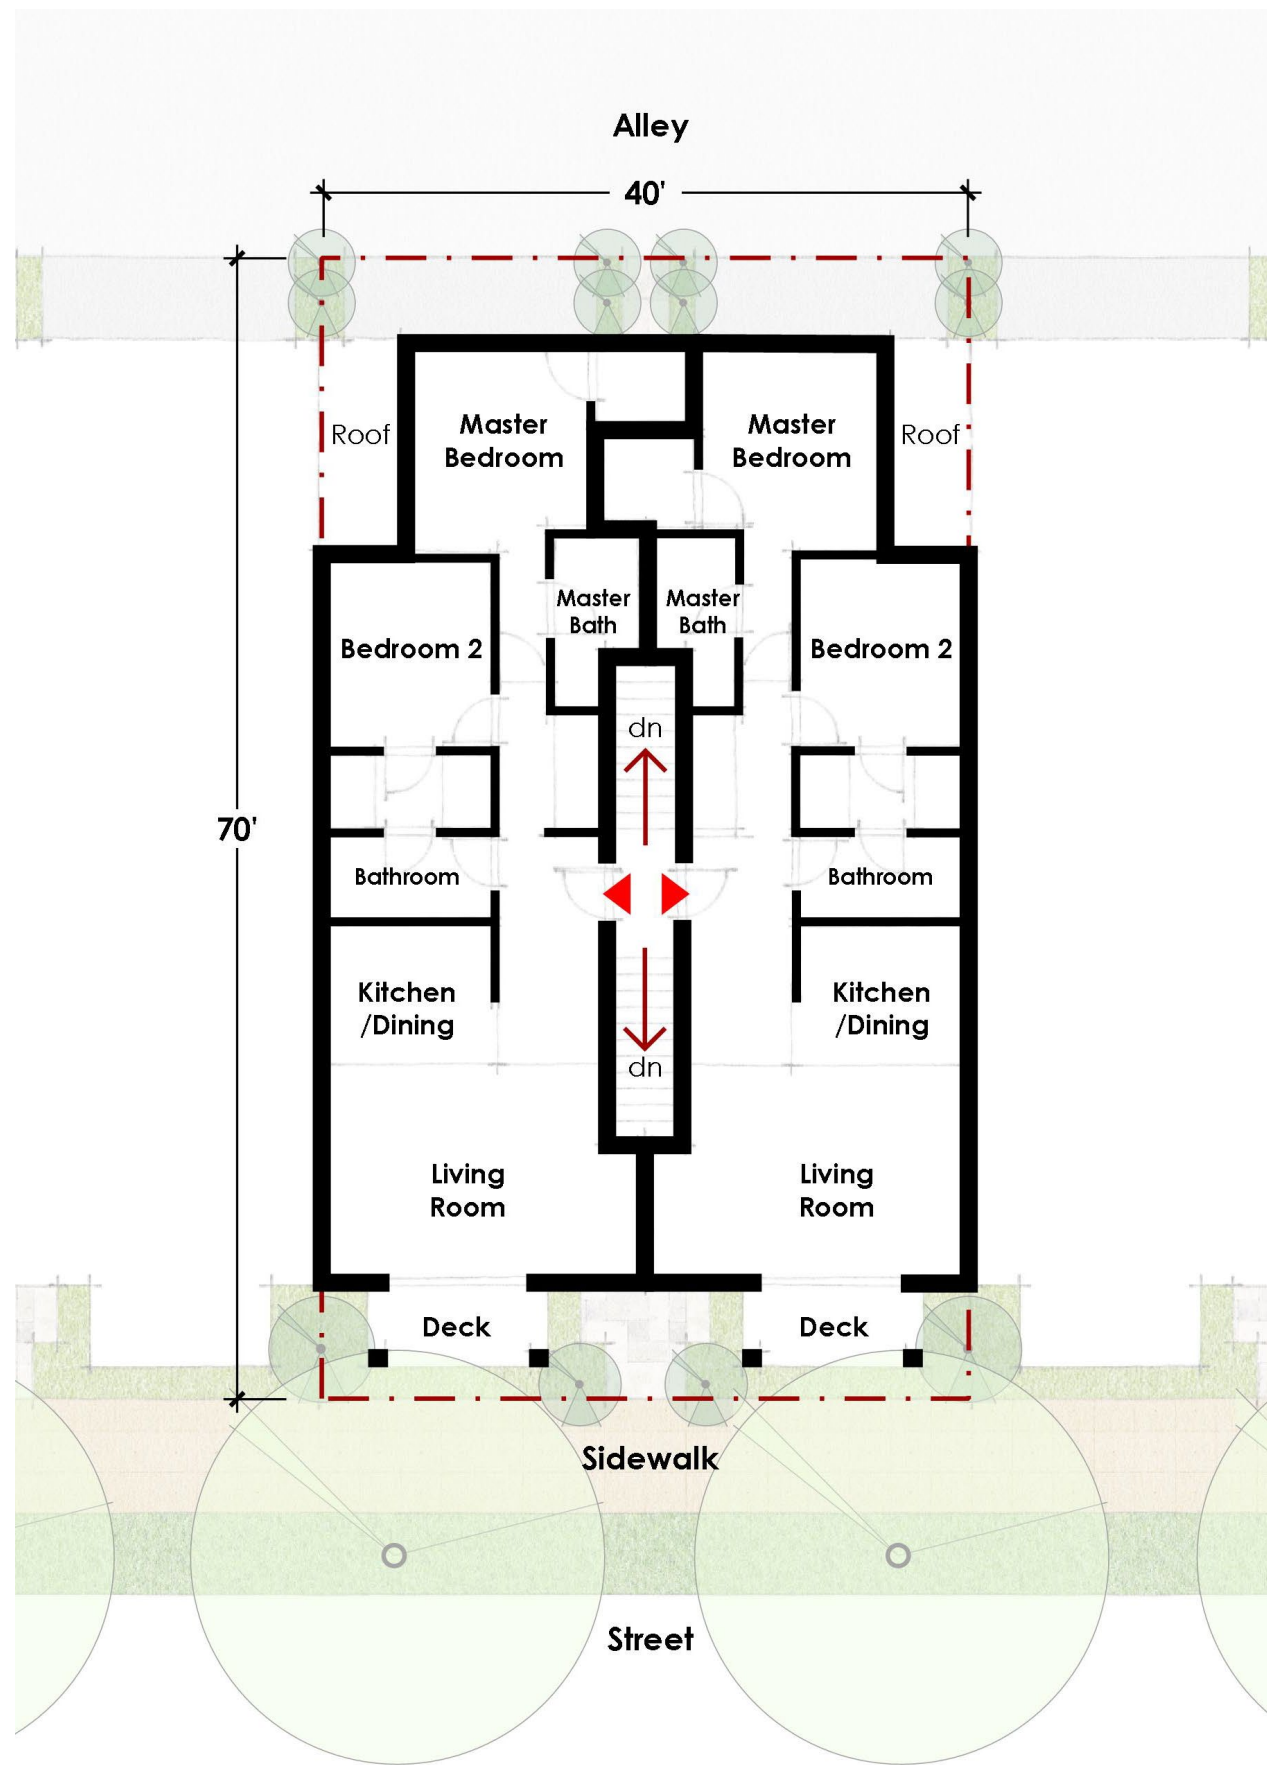 Alley
40'
Roof
Master
Bedroom
Master
Bedroom
Roof
Master
Bath
Master
Bath
Bedroom 2
Bedroom 2
dn
70'
Bathroom
Bathroom
Kitchen
/Dining
Kitchen
/Dining
dn
Living
Room
Living
Room
Deck
Deck
Sidewalk
Street